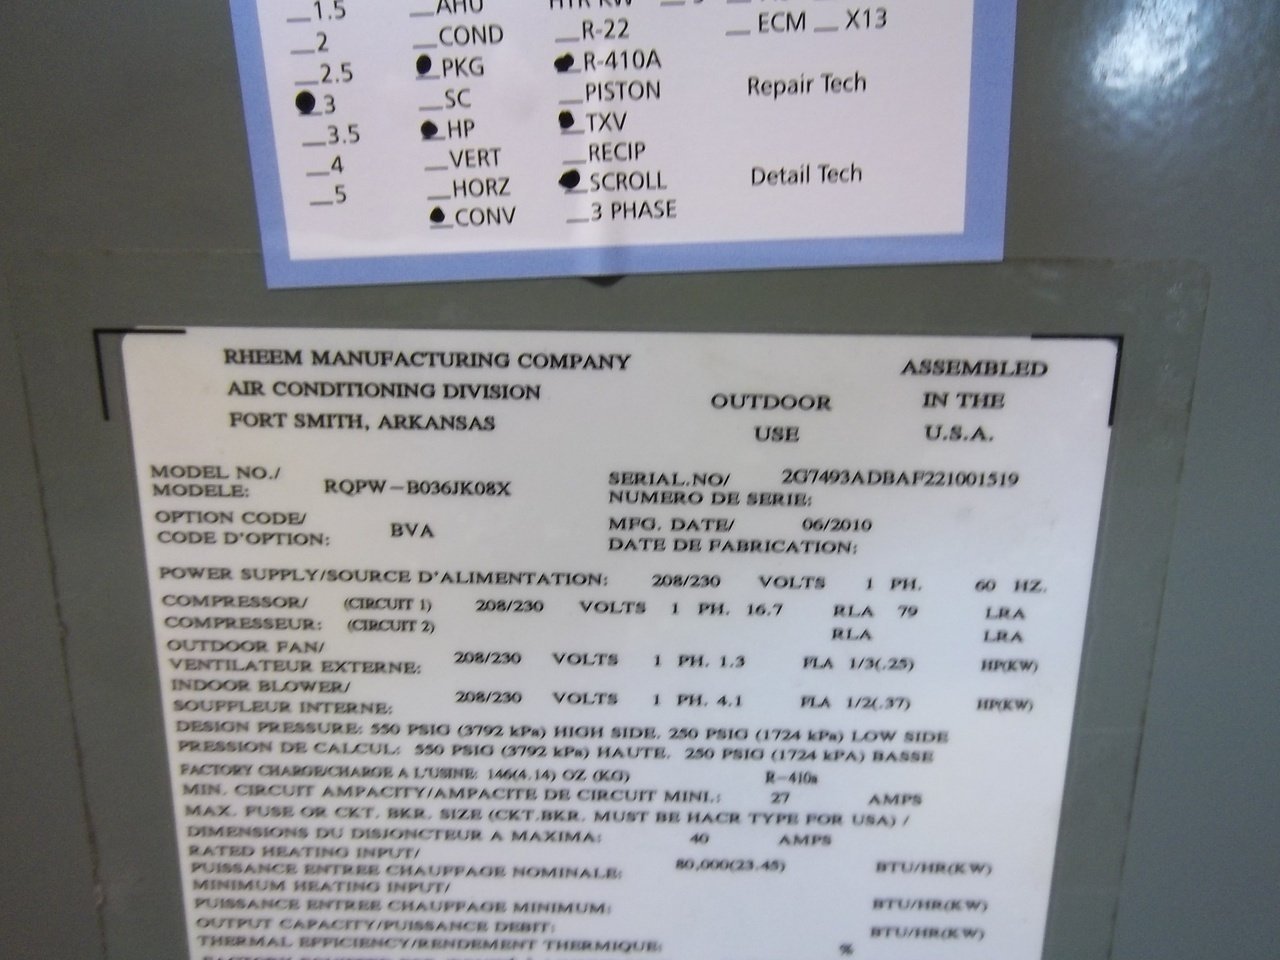 __1.5 __AHU
__2 __COND __R-22 __ ECM __ X13
__2.5 __PKG __R-410A
__3 __SC __PISTON Repair Tech
__3.5 __HP __TXV
__4 __VERT __RECIP
__5 __HORZ __SCROLL Detail Tech
__CONV __3 PHASE
RHEEM MANUFACTURING COMPANY ASSEMBLED
AIR CONDITIONING DIVISION OUTDOOR IN THE
FORT SMITH, ARKANSAS USE U.S.A.
MODEL NO./ SERIAL.NO/ 2G7493ADBAF221001519
MODELE: RQPW-B036JK08X NUMERO DE SERIE:
OPTION CODE/ BVA MFG. DATE/ 06/2010
CODE D'OPTION: DATE DE FABRICATION:
POWER SUPPLY/SOURCE D'ALIMENTATION: 208/230 VOLTS 1 PH. 60 HZ.
COMPRESSOR/ (CIRCUIT 1) 208/230 VOLTS 1 PH. 16.7 RLA 79 LRA
COMPRESSEUR: (CIRCUIT 2) RLA LRA
OUTDOOR FAN/
VENTILATEUR EXTERNE: 208/230 VOLTS 1 PH. 1.3 FLA 1/3(.25) HP(KW)
INDOOR BLOWER/
SOUFFLEUR INTERNE: 208/230 VOLTS 1 PH. 4.1 FLA 1/2(.37) HP(KW)
DESIGN PRESSURE: 550 PSIG (3792 kPa) HIGH SIDE. 250 PSIG (1724 kPa) LOW SIDE
PRESSION DE CALCUL: 550 PSIG (3792 kPa) HAUTE. 250 PSIG (1724 kPA) BASSE
FACTORY CHARGE/CHARGE A L'USINE: 146(4.14) OZ (KG) R-410a
MIN. CIRCUIT AMPACITY/AMPACITE DE CIRCUIT MINI.: 27 AMPS
MAX. FUSE OR CKT. BKR. SIZE (CKT.BKR. MUST BE HACR TYPE FOR USA) /
DIMENSIONS DU DISJONCTEUR A MAXIMA: 40 AMPS
RATED HEATING INPUT/
PUISSANCE ENTREE CHAUFFAGE NOMINALE: 80,000(23.45) BTU/HR(KW)
MINIMUM HEATING INPUT/
PUISSANCE ENTREE CHAUFFAGE MINIMUM: BTU/HR(KW)
OUTPUT CAPACITY/PUISSANCE DEBIT: BTU/HR(KW)
THERMAL EFFICIENCY/RENDEMENT THERMIQUE: %